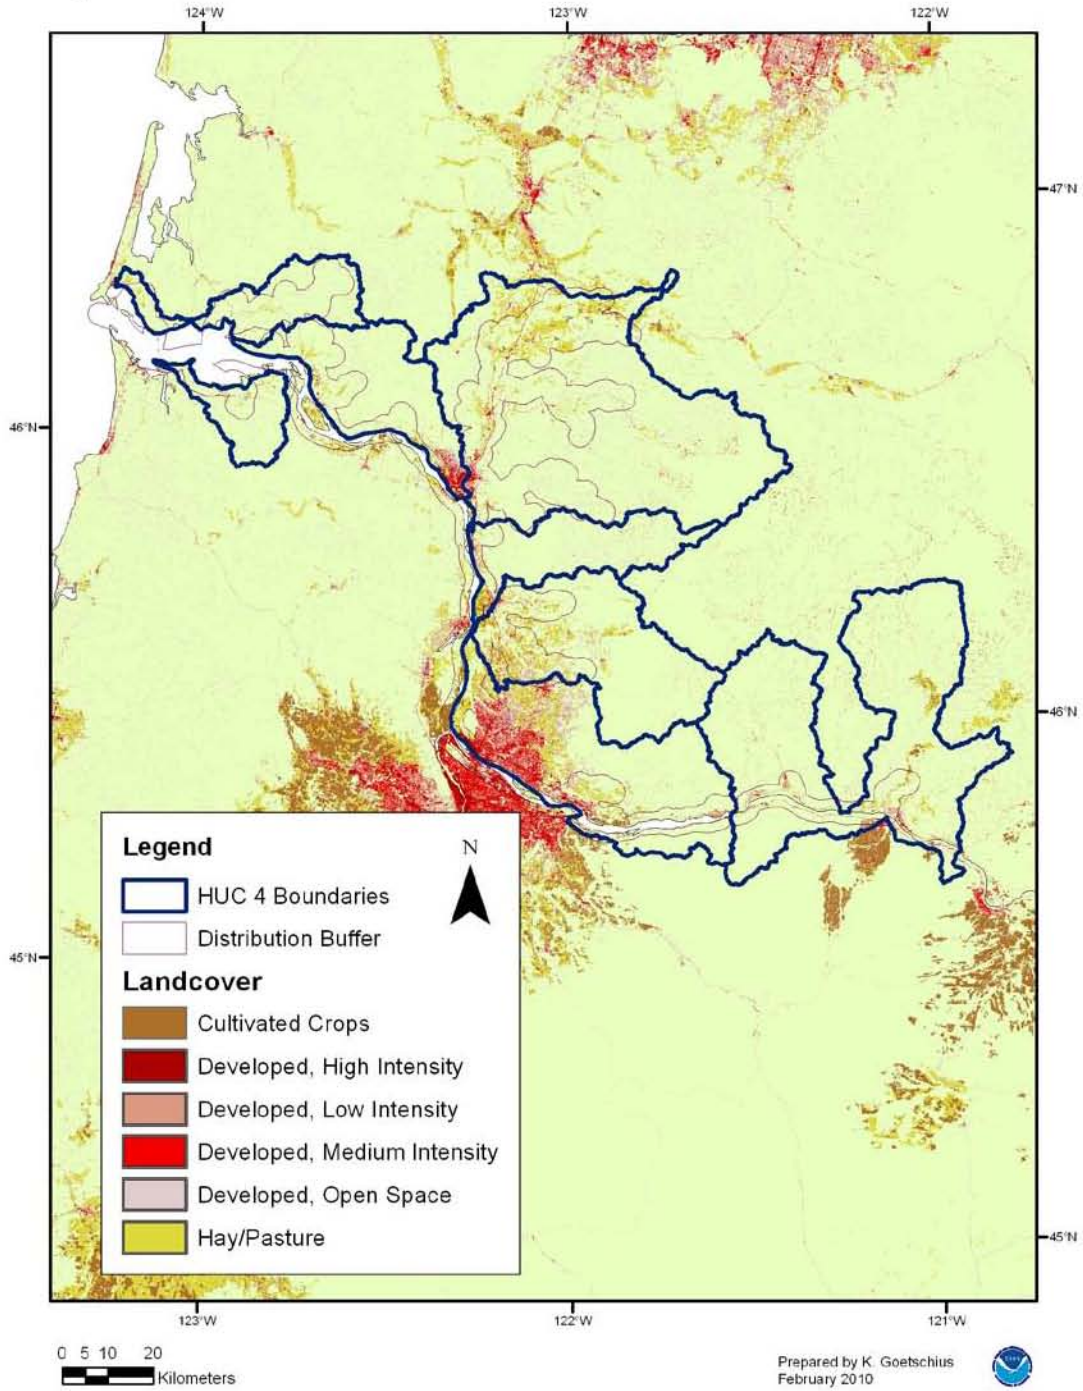 124°W 123°W 122°W
47°N
46°N
46°N
45°N
45°N
Legend
N
HUC 4 Boundaries
Distribution Buffer
Landcover
Cultivated Crops
Developed, High Intensity
Developed, Low Intensity
Developed, Medium Intensity
Developed, Open Space
Hay/Pasture
123°W 122°W 121°W
0 5 10 20
Kilometers
Prepared by K. Goetschius
February 2010